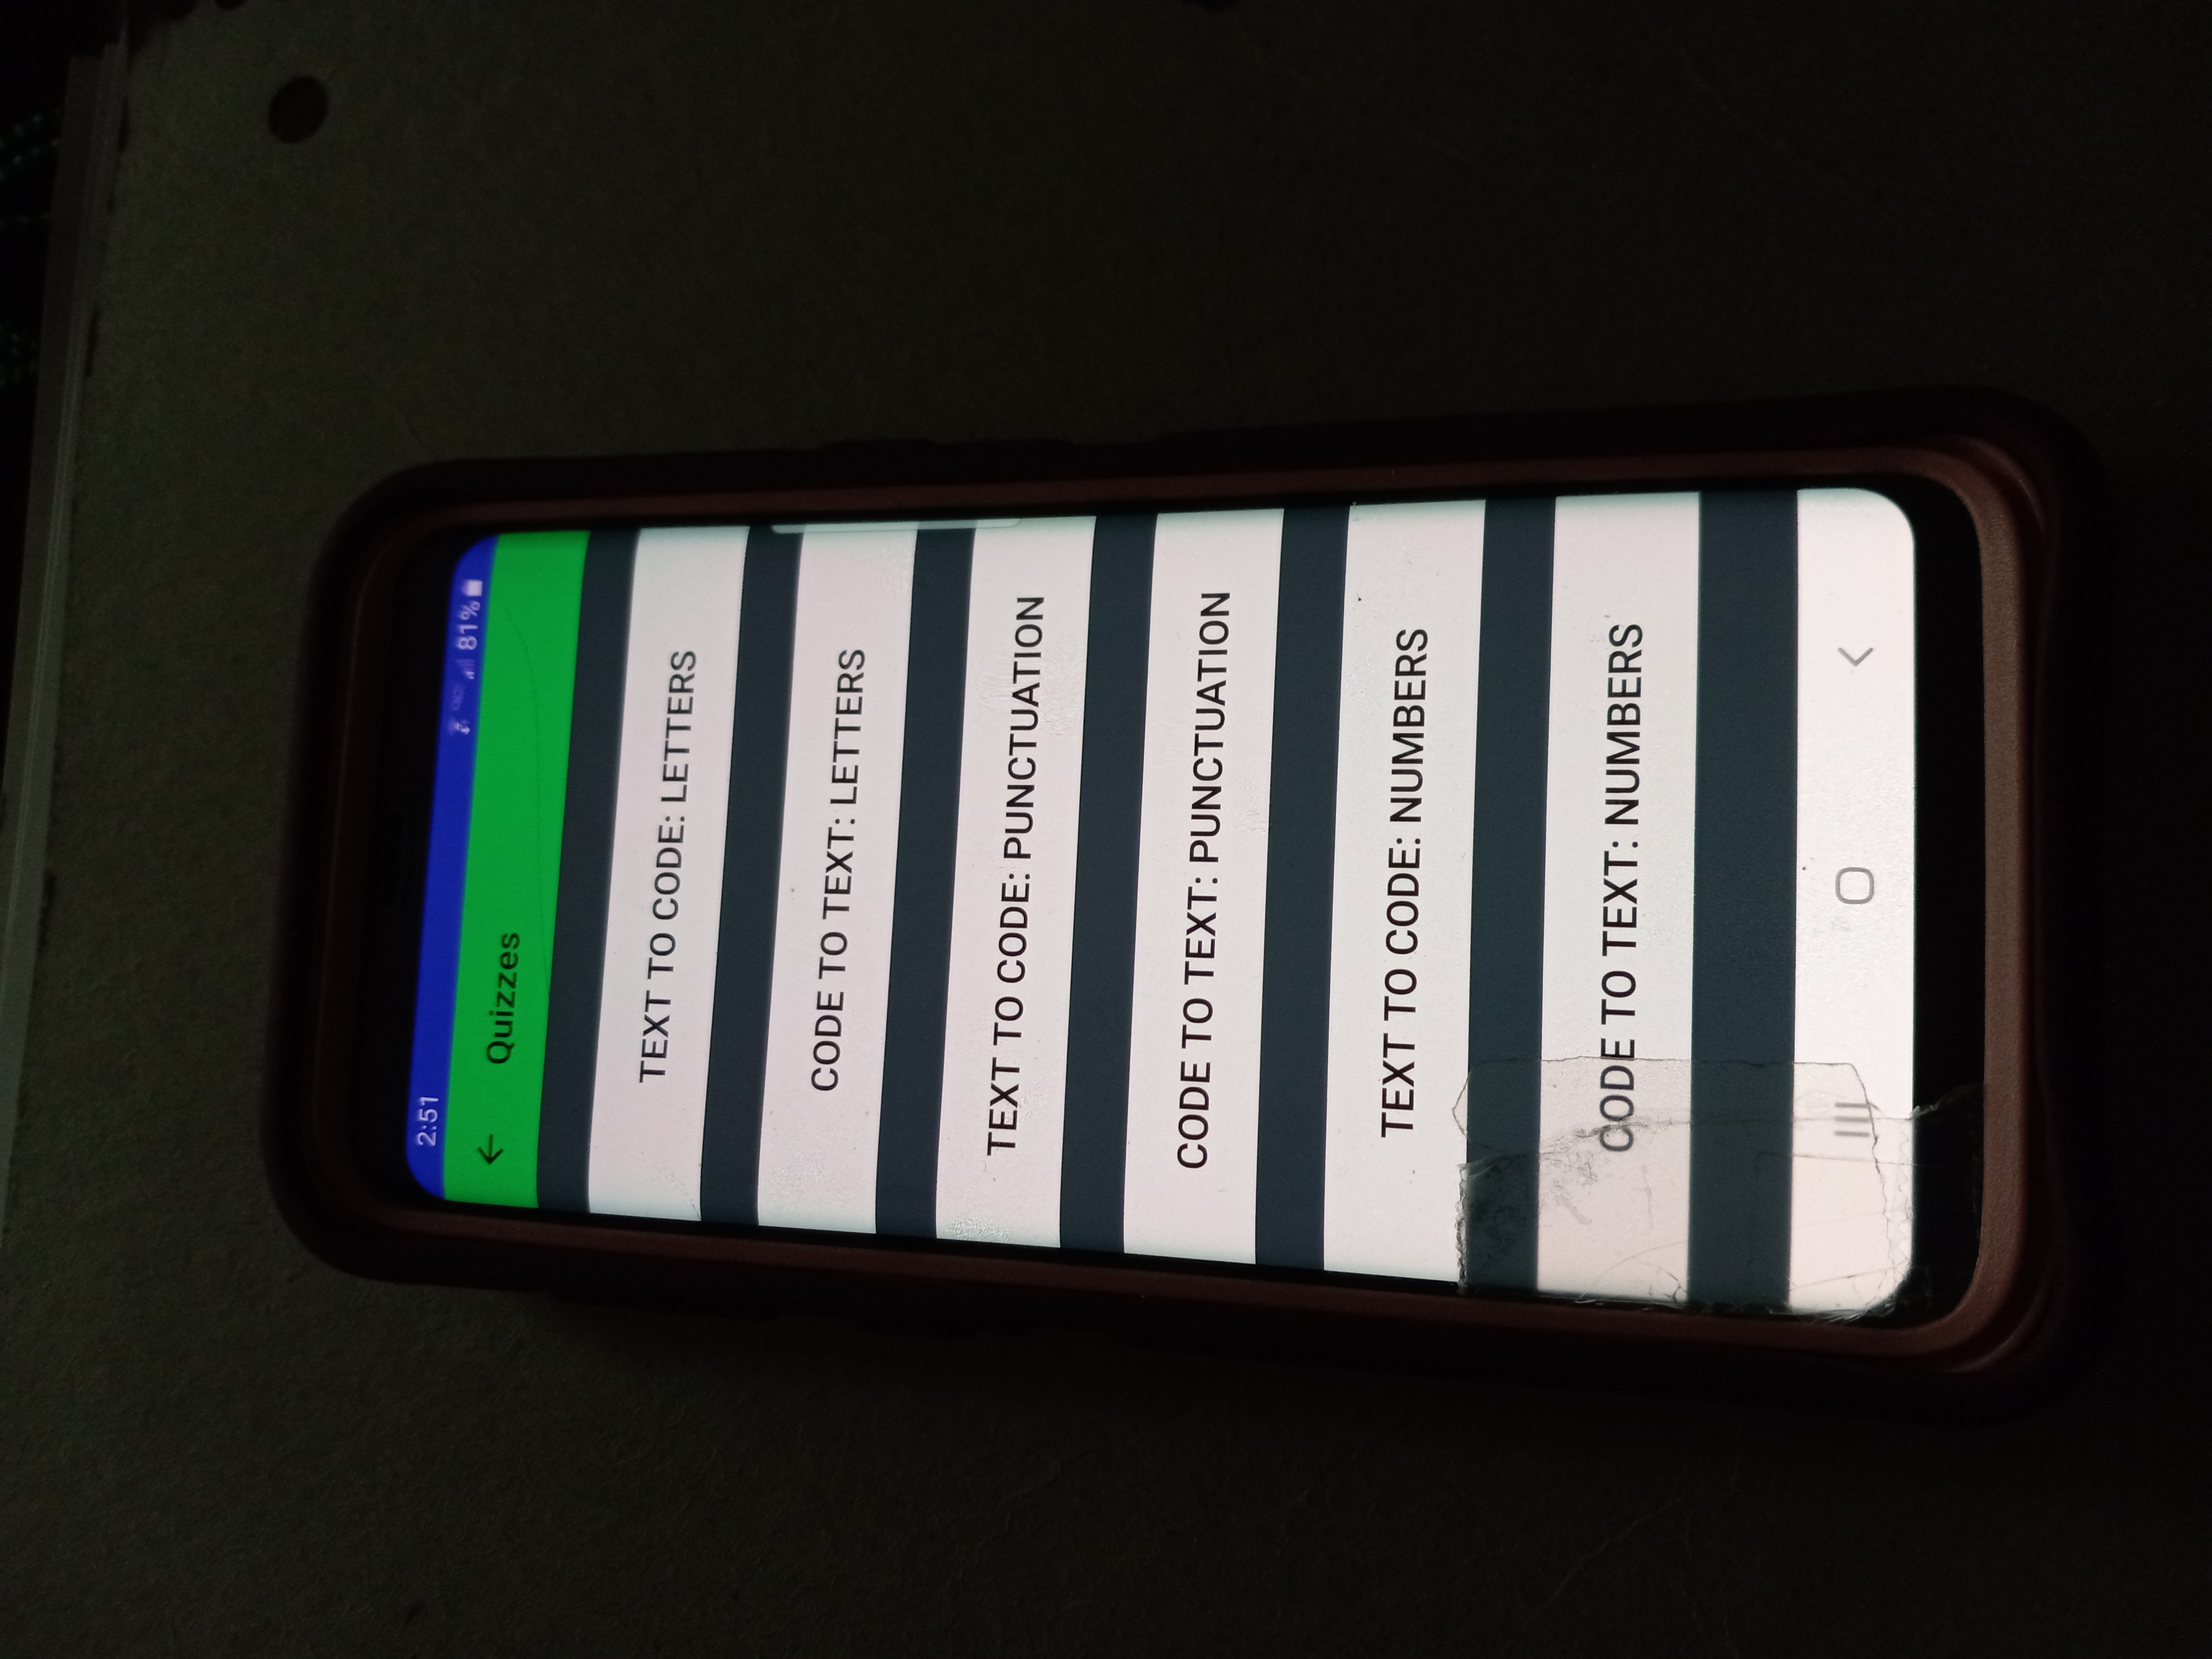 2:51
81%
Quizzes
TEXT TO CODE: LETTERS
CODE TO TEXT: LETTERS
TEXT TO CODE: PUNCTUATION
CODE TO TEXT: PUNCTUATION
TEXT TO CODE: NUMBERS
CODE TO TEXT: NUMBERS